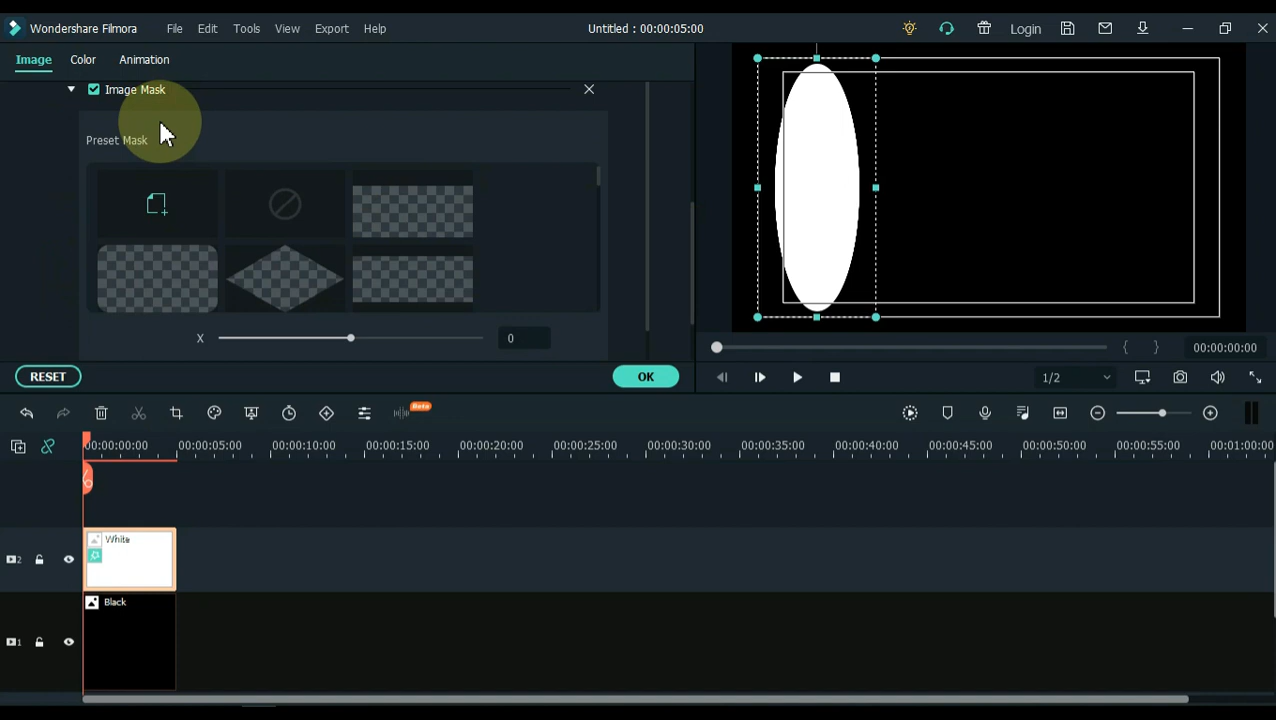 Wondershare Filmora File Edit Tools View Export Help Untitled : 00:00:05:00 Login
Image Color Animation
Image Mask
Preset Mask
X 0
RESET OK
00:00:00:00
1/2
Beta
00:00:00:00 00:00:05:00 00:00:10:00 00:00:15:00 00:00:20:00 00:00:25:00 00:00:30:00 00:00:35:00 00:00:40:00 00:00:45:00 00:00:50:00 00:00:55:00 00:01:00:00
White
2
Black
1